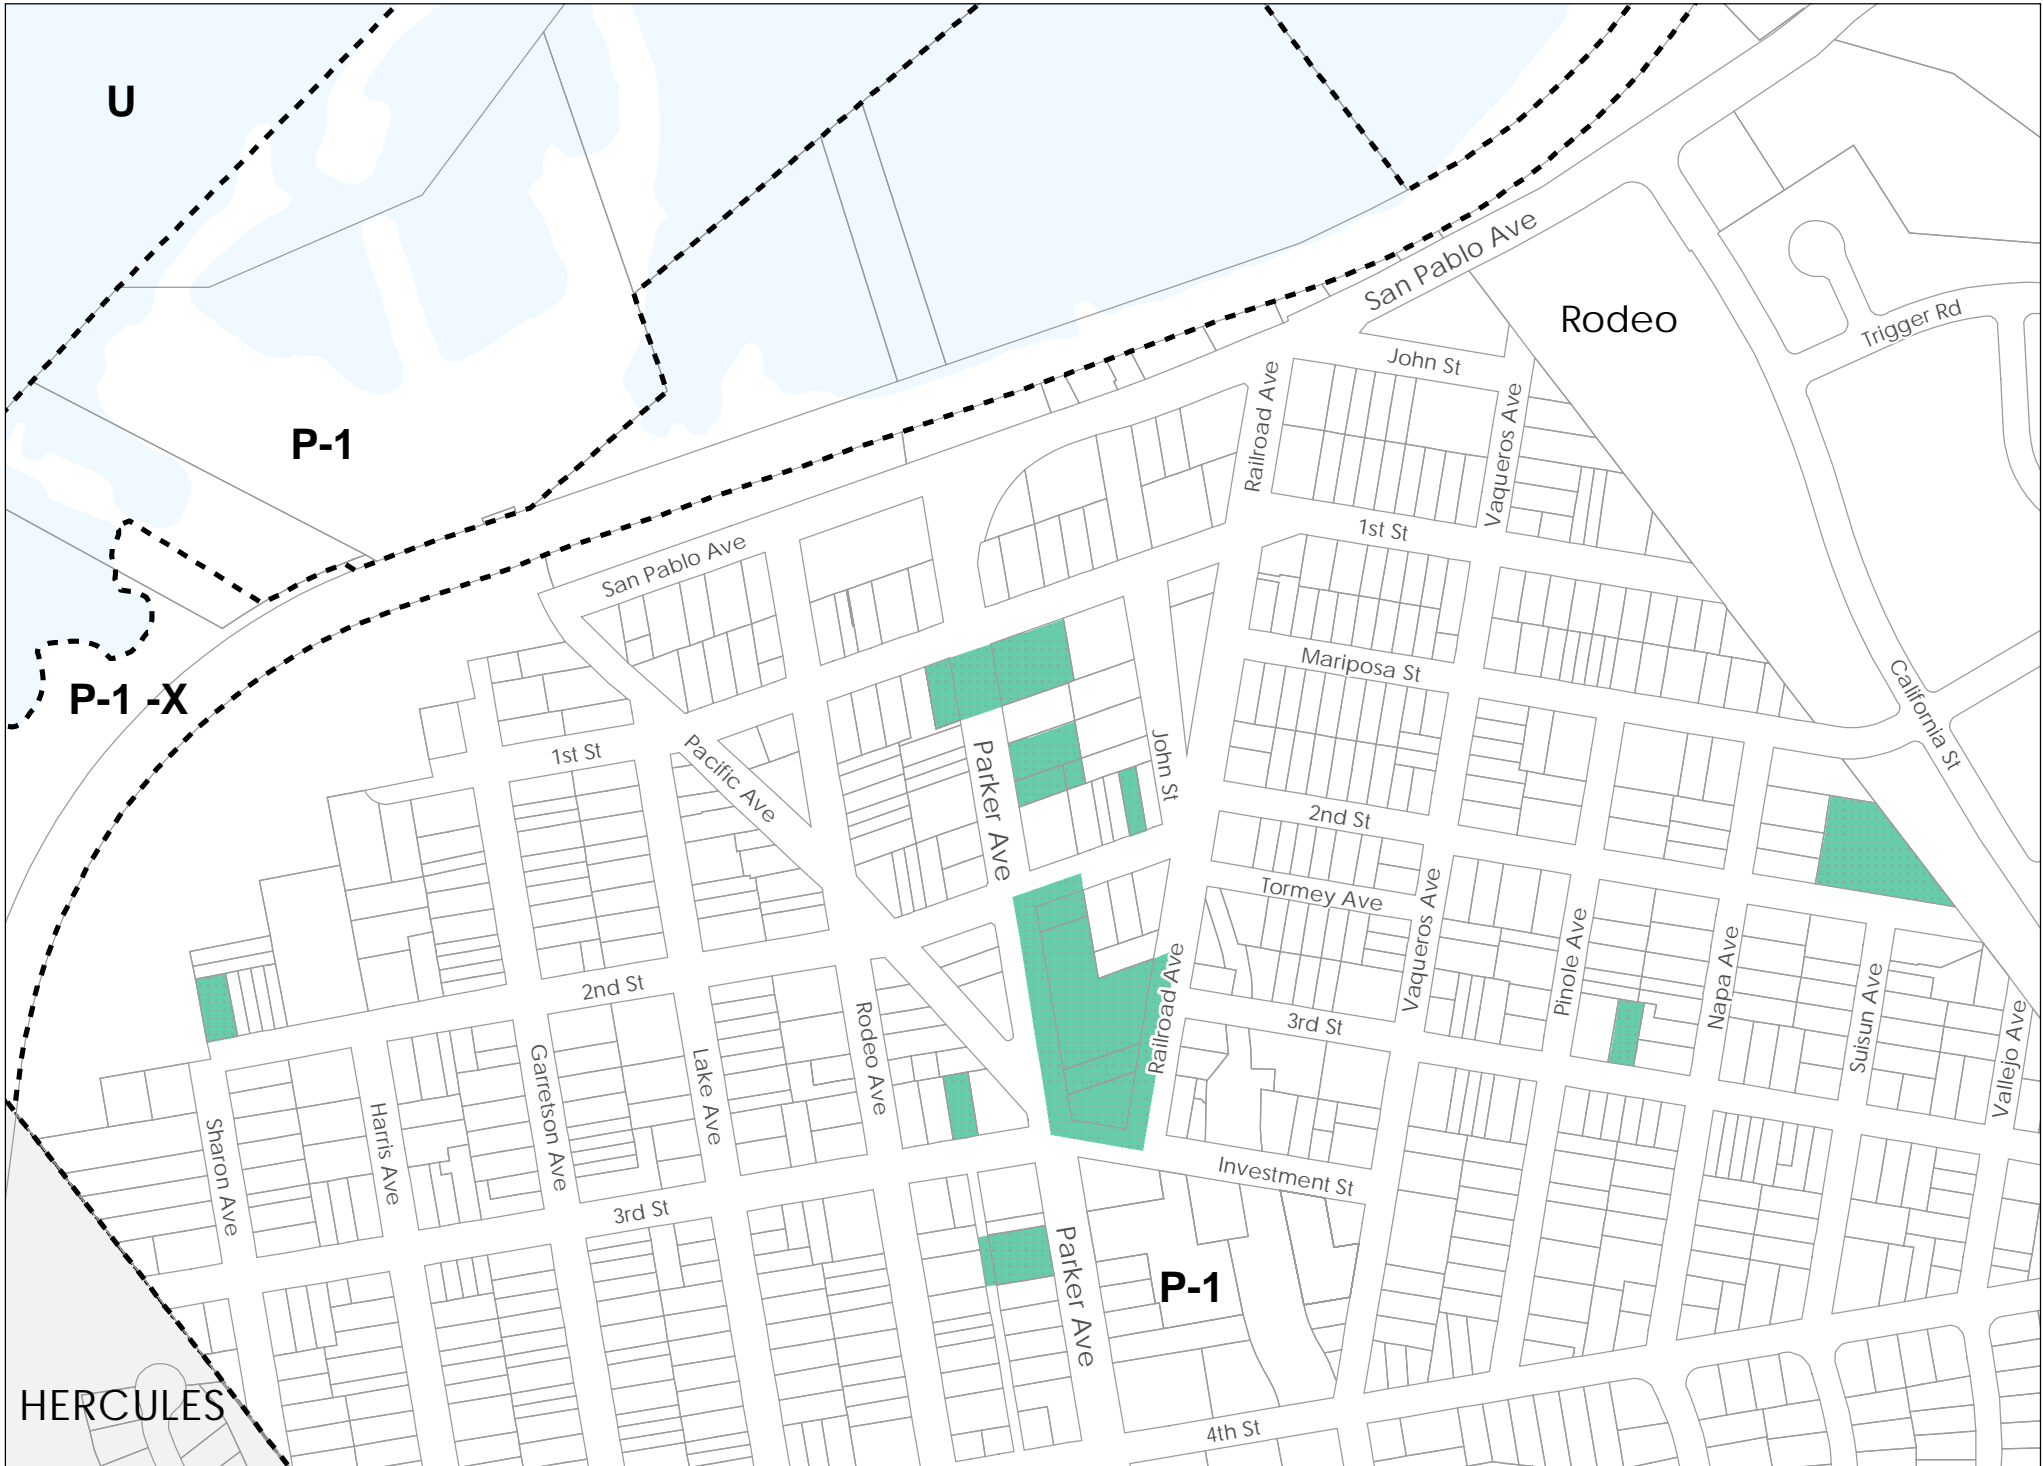 U
San Pablo Ave
Rodeo
Trigger Rd
John St
Railroad Ave
Vaqueros Ave
P-1
1st St
San Pablo Ave
Mariposa St
California St
P-1 -X
1st St
Pacific Ave
Parker Ave
John St
2nd St
Tormey Ave
Vaqueros Ave
Pinole Ave
Napa Ave
Suisun Ave
Vallejo Ave
2nd St
Rodeo Ave
Railroad Ave
3rd St
Garretson Ave
Lake Ave
Harris Ave
Sharon Ave
Investment St
3rd St
Parker Ave
P-1
HERCULES
4th St